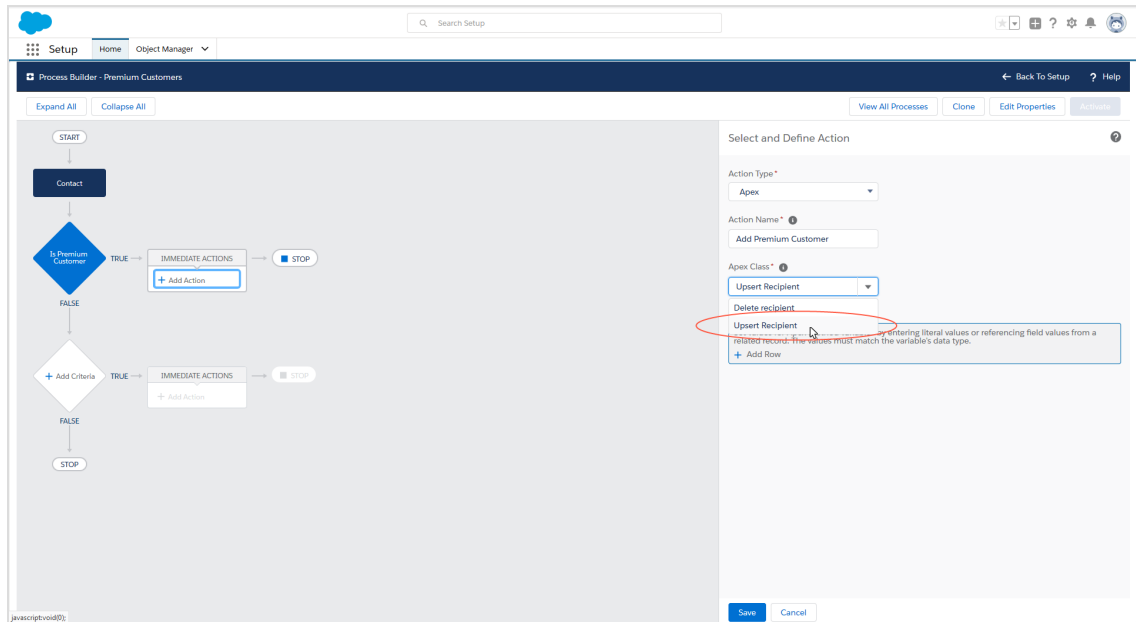 Search Setup
Setup
Home
Object Manager
Process Builder - Premium Customers
Back To Setup
? Help
Expand All
Collapse All
View All Processes
Clone
Edit Properties
Activate
START
Contact
Is Premium
Customer
TRUE
IMMEDIATE ACTIONS
STOP
+ Add Action
FALSE
+ Add Criteria
TRUE
IMMEDIATE ACTIONS
STOP
+ Add Action
FALSE
STOP
Select and Define Action
Action Type*
Apex
Action Name*
Add Premium Customer
Apex Class*
Upsert Recipient
Delete recipient
Upsert Recipient
by entering literal values or referencing field values from a
related record. The values must match the variable's data type.
+ Add Row
Save
Cancel
javascript:void(0);